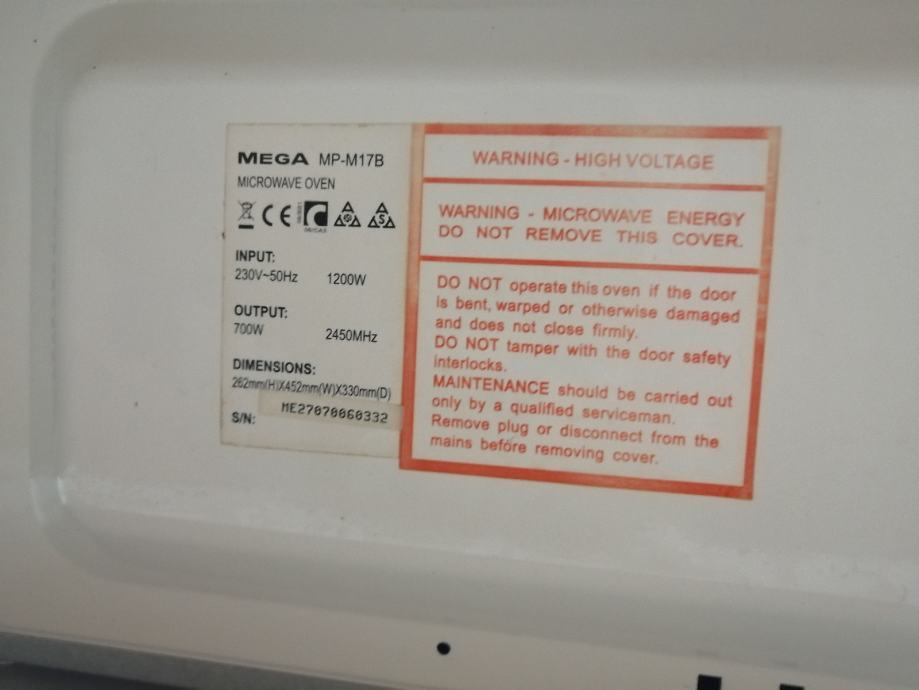 MEGA MP-M17B
MICROWAVE OVEN
INPUT:
230V~50Hz 1200W
OUTPUT:
700W 2450MHz
DIMENSIONS:
262mm(H)X452mm(W)X330mm(D)
S/N: ME27070060332
WARNING - HIGH VOLTAGE
WARNING - MICROWAVE ENERGY
DO NOT REMOVE THIS COVER.
DO NOT operate this oven if the door
is bent, warped or otherwise damaged
and does not close firmly.
DO NOT tamper with the door safety
interlocks.
MAINTENANCE should be carried out
only by a qualified serviceman.
Remove plug or disconnect from the
mains before removing cover.